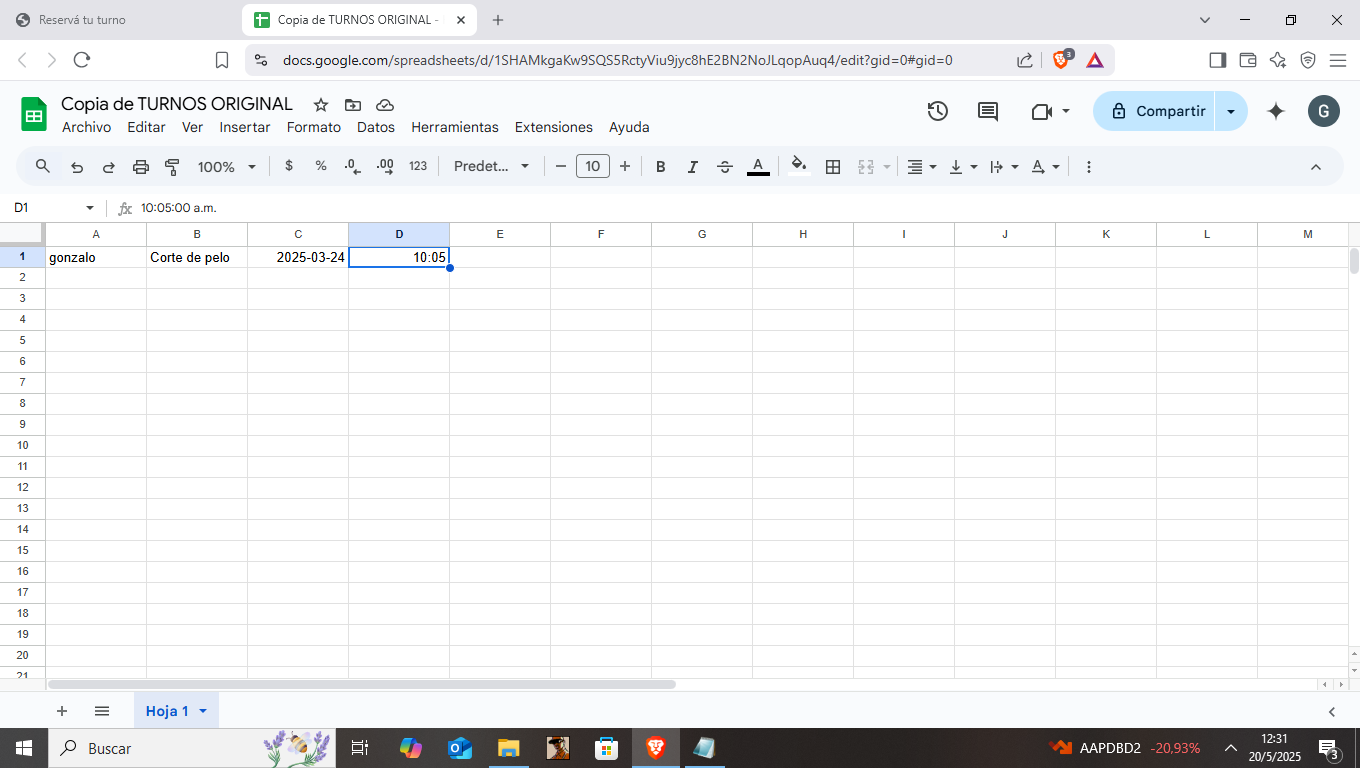 Reservá tu turno
Copia de TURNOS ORIGINAL -
docs.google.com/spreadsheets/d/1SHAMkgaKw9SQS5RctyViu9jyc8hE2BN2NoJLqopAuq4/edit?gid=0#gid=0
3
Copia de TURNOS ORIGINAL
Archivo Editar Ver Insertar Formato Datos Herramientas Extensiones Ayuda
Compartir
G
100% $ % .0 .00 123 Predet... 10 B I A A
D1 fx 10:05:00 a.m.
A B C D E F G H I J K L M
1 gonzalo Corte de pelo 2025-03-24 10:05
2
3
4
5
6
7
8
9
10
11
12
13
14
15
16
17
18
19
20
21
Hoja 1
Buscar
AAPDBD2 -20,93%
12:31
20/5/2025
3